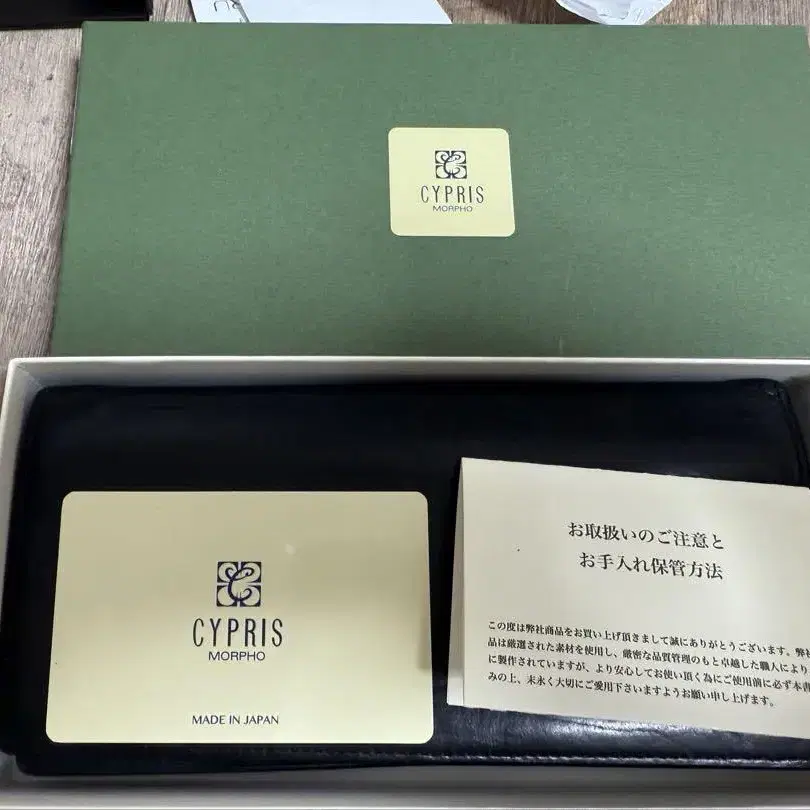 CYPRIS
MORPHO
CYPRIS
MORPHO
MADE IN JAPAN
お取扱いのご注意と
お手入れ保管方法
この度は弊社商品をお買い上げ頂きまして誠にありがとうございます。弊社
品は厳選された素材を使用し、厳密な品質管理のもと卓越した職人により
に製作されていますが、より安心してお使い頂く為にご使用前に必ず本書
みの上、末永く大切にご愛用下さいますようお願い申し上げます。